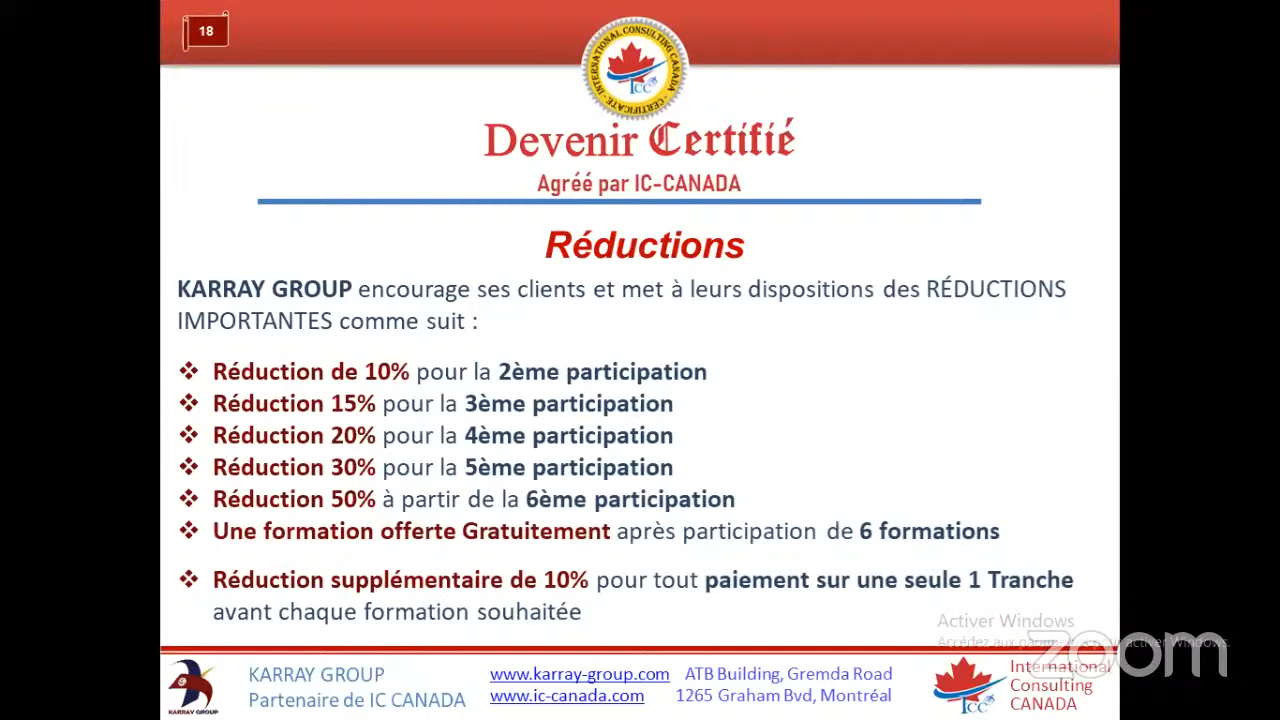 18
INTERNATIONAL CONSULTING CANADA
ICC
- CERTIFICATE -
Devenir Certifié
Agréé par IC-CANADA
Réductions
KARRAY GROUP encourage ses clients et met à leurs dispositions des RÉDUCTIONS
IMPORTANTES comme suit :
❖ Réduction de 10% pour la 2ème participation
❖ Réduction 15% pour la 3ème participation
❖ Réduction 20% pour la 4ème participation
❖ Réduction 30% pour la 5ème participation
❖ Réduction 50% à partir de la 6ème participation
❖ Une formation offerte Gratuitement après participation de 6 formations
❖ Réduction supplémentaire de 10% pour tout paiement sur une seule 1 Tranche
avant chaque formation souhaitée
Activer Windows
Accédez aux paramètres pour activer Windows.
zoom
KARRAY GROUP
KARRAY GROUP
Partenaire de IC CANADA
www.karray-group.com ATB Building, Gremda Road
www.ic-canada.com 1265 Graham Bvd, Montréal
ICC
International
Consulting
CANADA